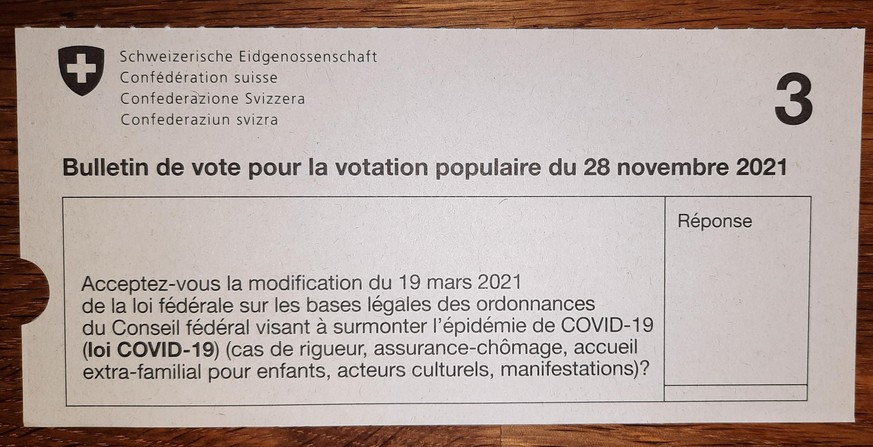 Schweizerische Eidgenossenschaft
Confédération suisse
Confederazione Svizzera
Confederaziun svizra
3
Bulletin de vote pour la votation populaire du 28 novembre 2021
Réponse
Acceptez-vous la modification du 19 mars 2021
de la loi fédérale sur les bases légales des ordonnances
du Conseil fédéral visant à surmonter l'épidémie de COVID-19
(loi COVID-19) (cas de rigueur, assurance-chômage, accueil
extra-familial pour enfants, acteurs culturels, manifestations)?